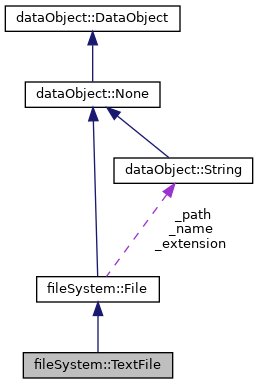 dataObject::DataObject
dataObject::None
dataObject::String
_path
_name
_extension
fileSystem::File
fileSystem::TextFile